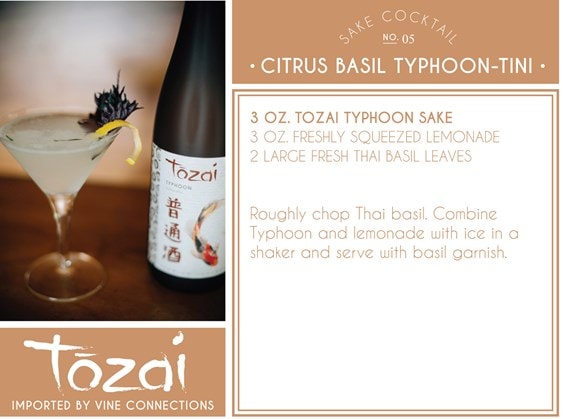 SAKE COCKTAIL
NO. 05
• CITRUS BASIL TYPHOON-TINI •
3 OZ. TOZAI TYPHOON SAKE
3 OZ. FRESHLY SQUEEZED LEMONADE
2 LARGE FRESH THAI BASIL LEAVES
Roughly chop Thai basil. Combine
Typhoon and lemonade with ice in a
shaker and serve with basil garnish.
Tōzai
TYPHOON
普通酒
Tōzai
IMPORTED BY VINE CONNECTIONS